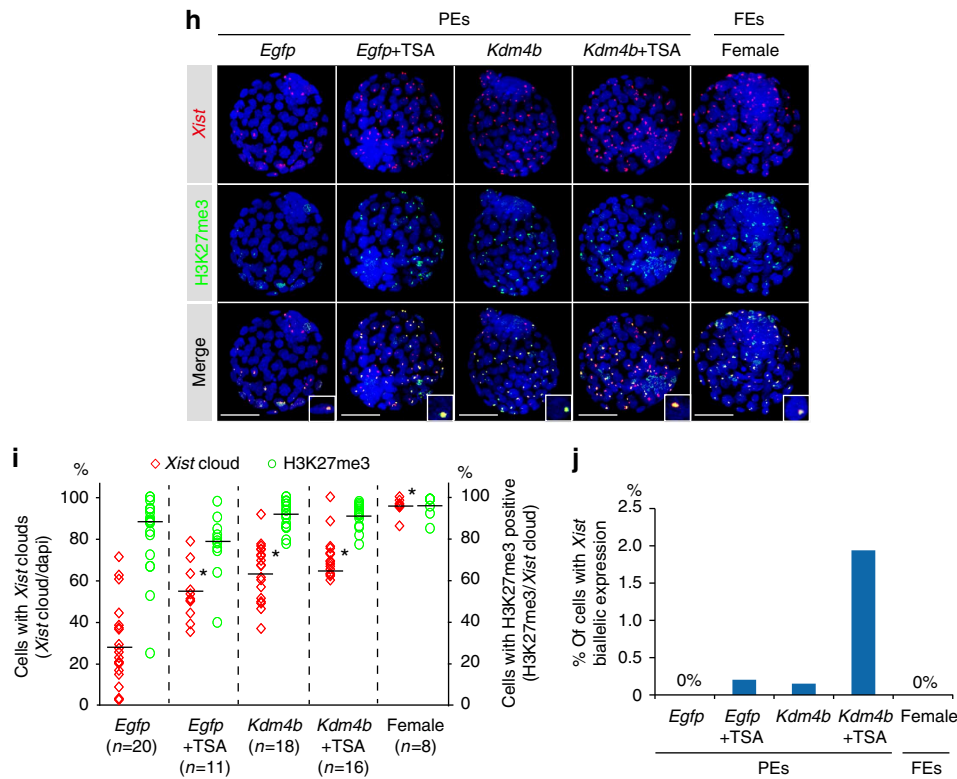 h
PEs FEs
Egfp Egfp+TSA Kdm4b Kdm4b+TSA Female
Xist
H3K27me3
Merge
i
% Xist cloud H3K27me3 %
100 100
80 80
60 60
40 40
20 20
0 0
Cells with Xist clouds
(Xist cloud/dapi)
* * * *
Cells with H3K27me3 positive
(H3K27me3/Xist cloud)
Egfp Egfp Kdm4b Kdm4b Female
(n=20) +TSA (n=18) +TSA (n=8)
(n=11) (n=16)
j
% Of cells with Xist
biallelic expression
2.0
1.5
1.0
0.5
0
0% 0%
Egfp Egfp Kdm4b Kdm4b Female
+TSA +TSA
PEs FEs